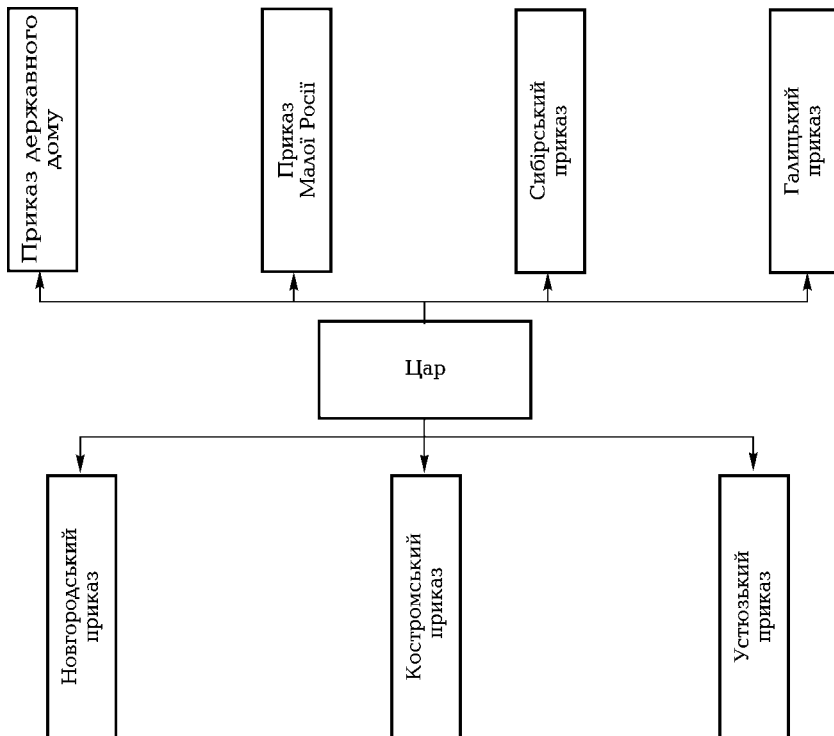 Приказ державного
дому
Приказ
Малої Росії
Сибірський
приказ
Галицький
приказ
Цар
Новгородський
приказ
Костромський
приказ
Устюзький
приказ